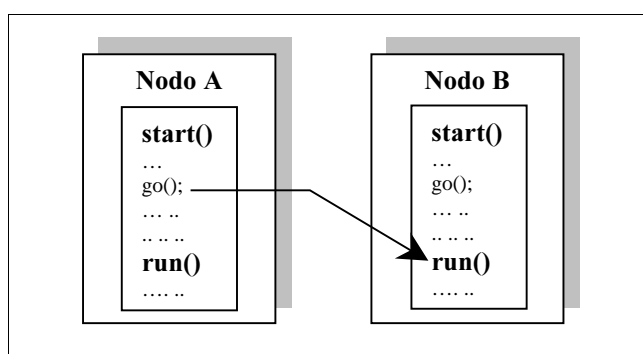 Nodo A
start()
…
go();
… ..
.. .. ..
run()
…. ..
Nodo B
start()
…
go();
… ..
.. .. ..
run()
…. ..